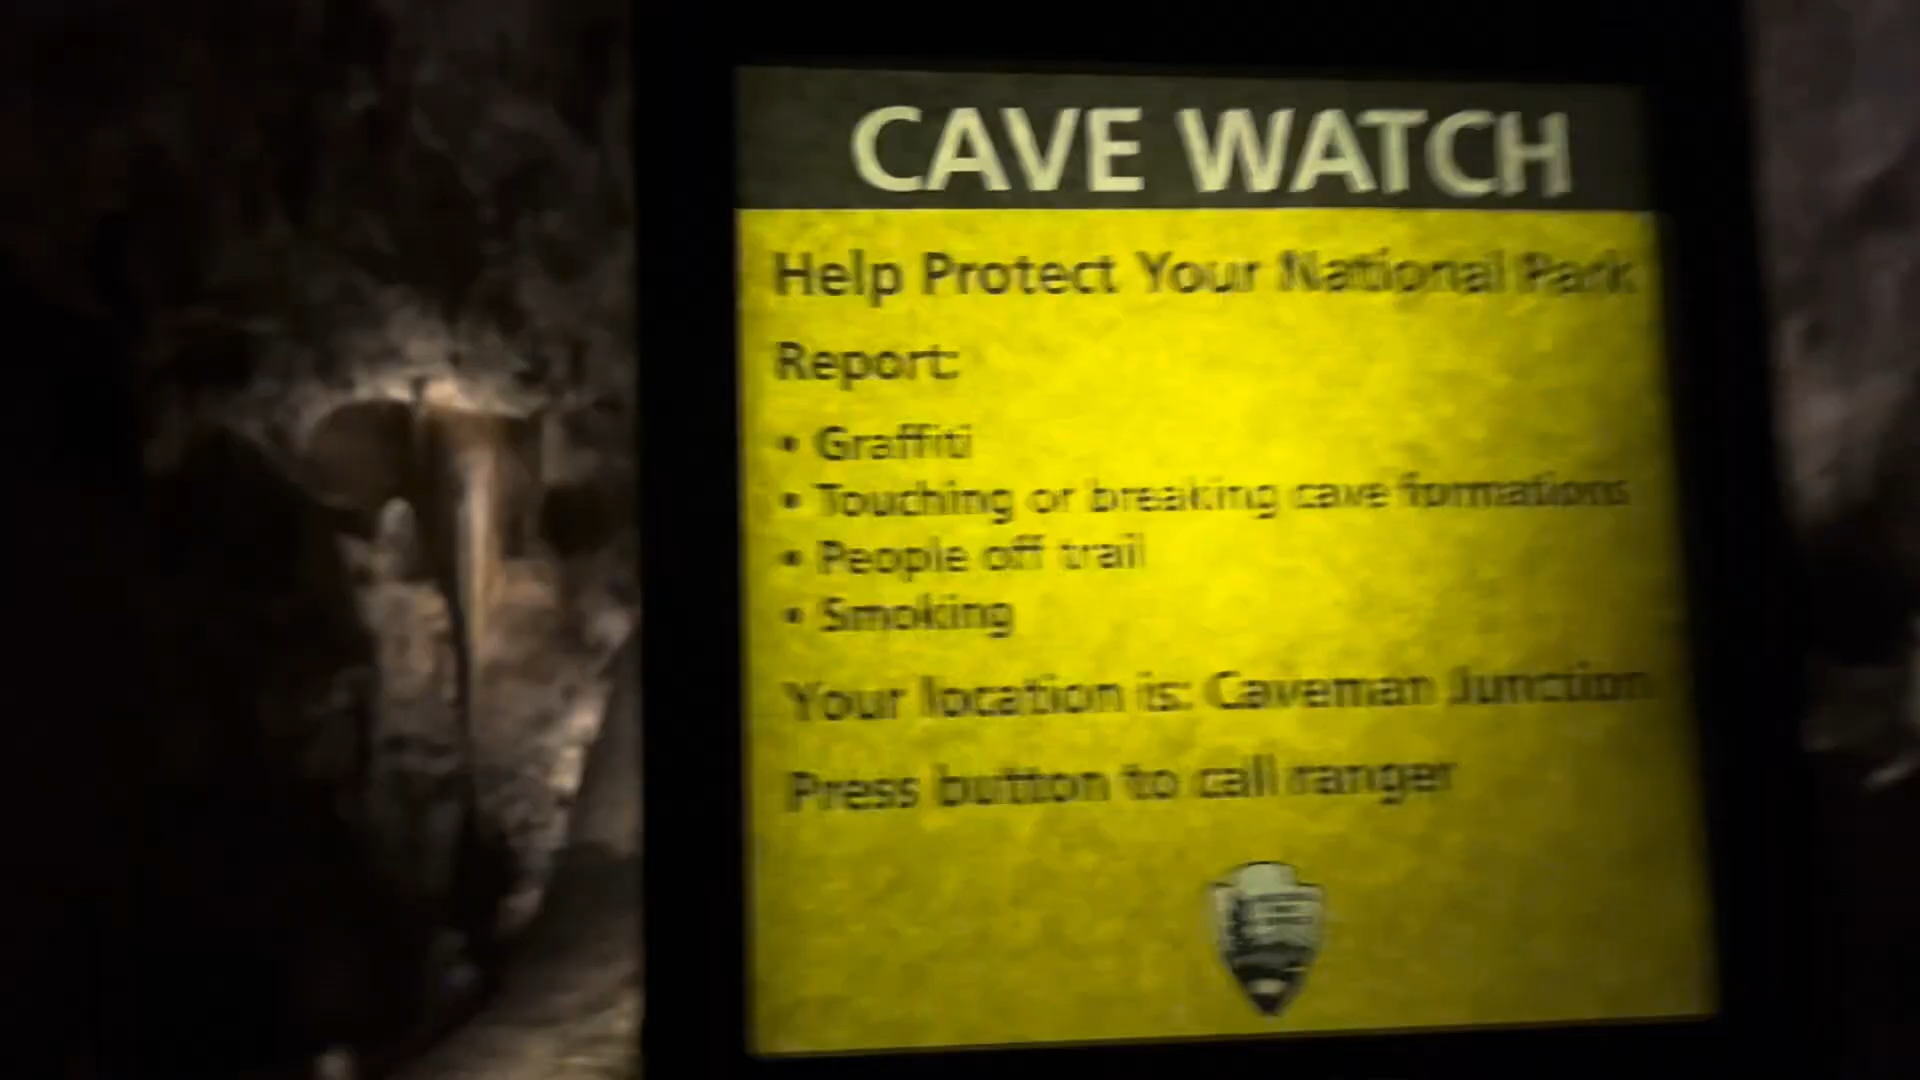 CAVE WATCH
Help Protect Your National Park
Report:
• Graffiti
• Touching or breaking cave formations
• People off trail
• Smoking
Your location is: Caveman Junction
Press button to call ranger